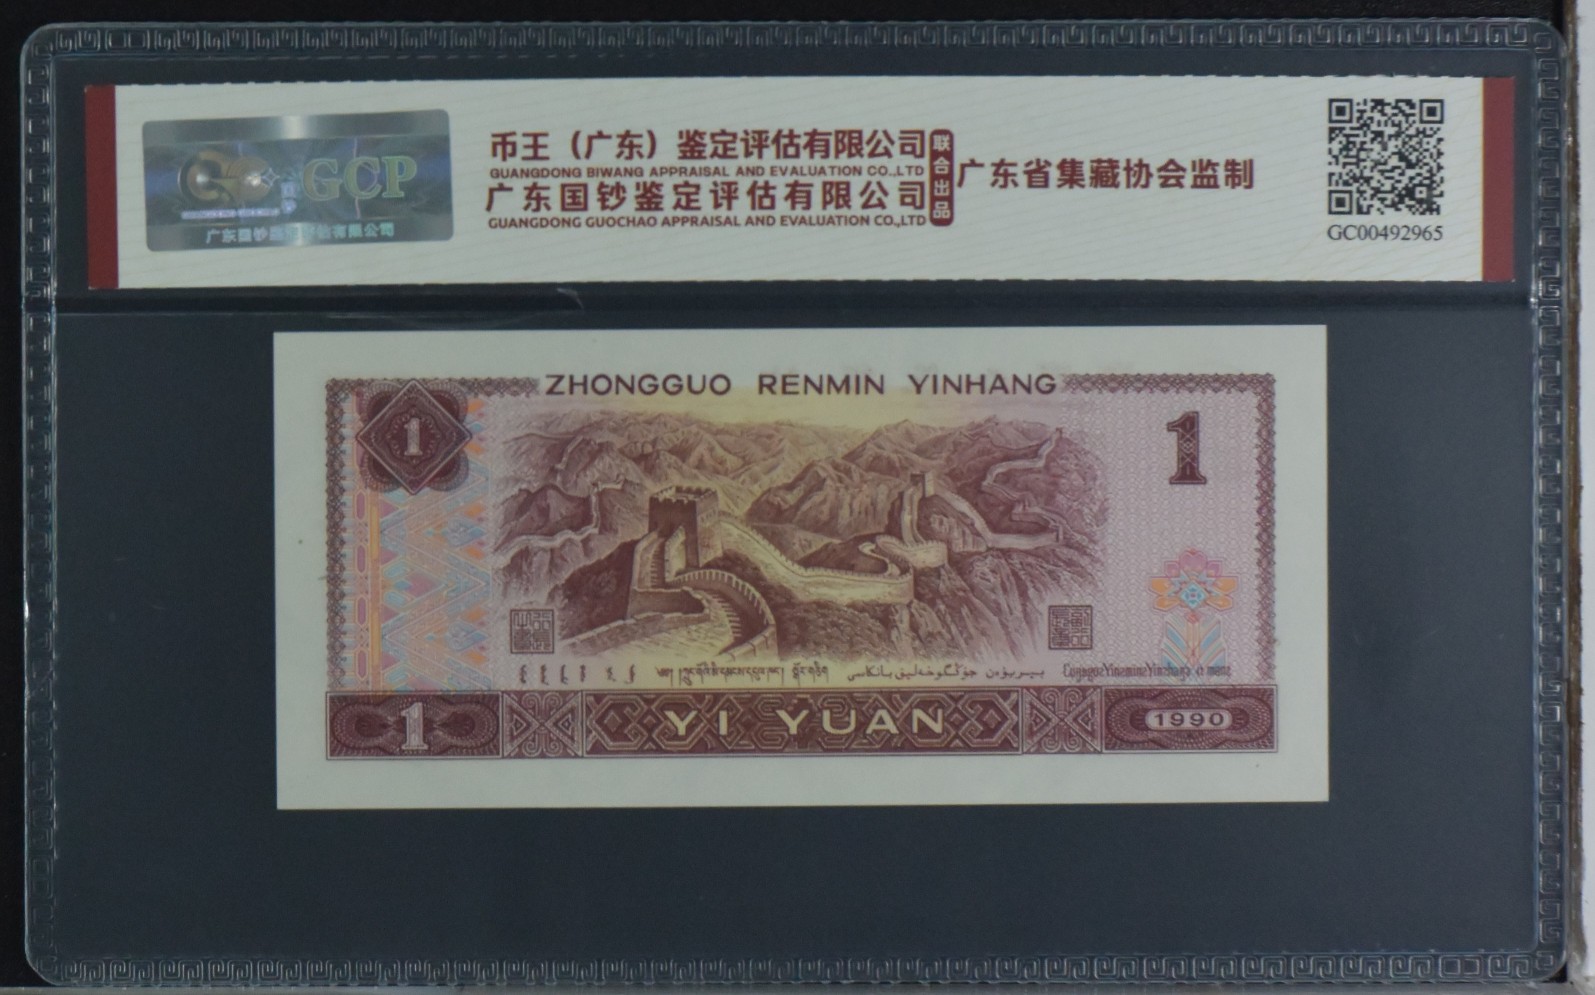 GCP
广东国钞鉴定评估有限公司
币王（广东）鉴定评估有限公司
GUANGDONG BIWANG APPRAISAL AND EVALUATION CO.,LTD
广东国钞鉴定评估有限公司
GUANGDONG GUOCHAO APPRAISAL AND EVALUATION CO.,LTD
联合出品
广东省集藏协会监制
GC00492965
ZHONGGUO RENMIN YINHANG
1
1
1
YI YUAN
1990